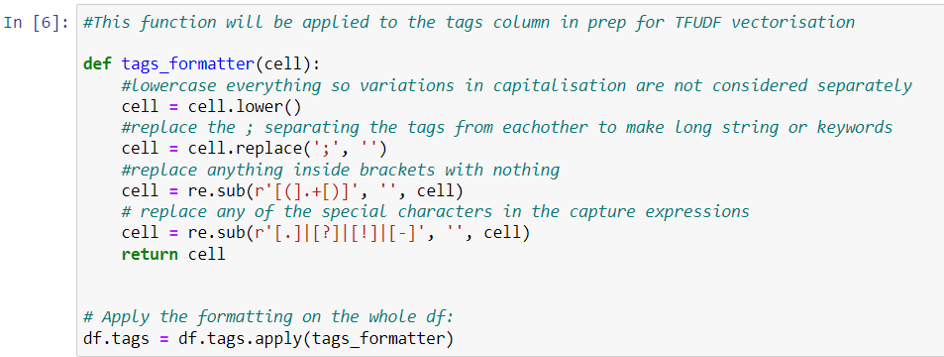 In [6]: #This function will be applied to the tags column in prep for TFUDF vectorisation
def tags_formatter(cell):
#lowercase everything so variations in capitalisation are not considered separately
cell = cell.lower()
#replace the ; separating the tags from eachother to make long string or keywords
cell = cell.replace(';', '')
#replace anything inside brackets with nothing
cell = re.sub(r'[(].+[)]', '', cell)
# replace any of the special characters in the capture expressions
cell = re.sub(r'[.]|[?]|[!]|[-]', '', cell)
return cell
# Apply the formatting on the whole df:
df.tags = df.tags.apply(tags_formatter)